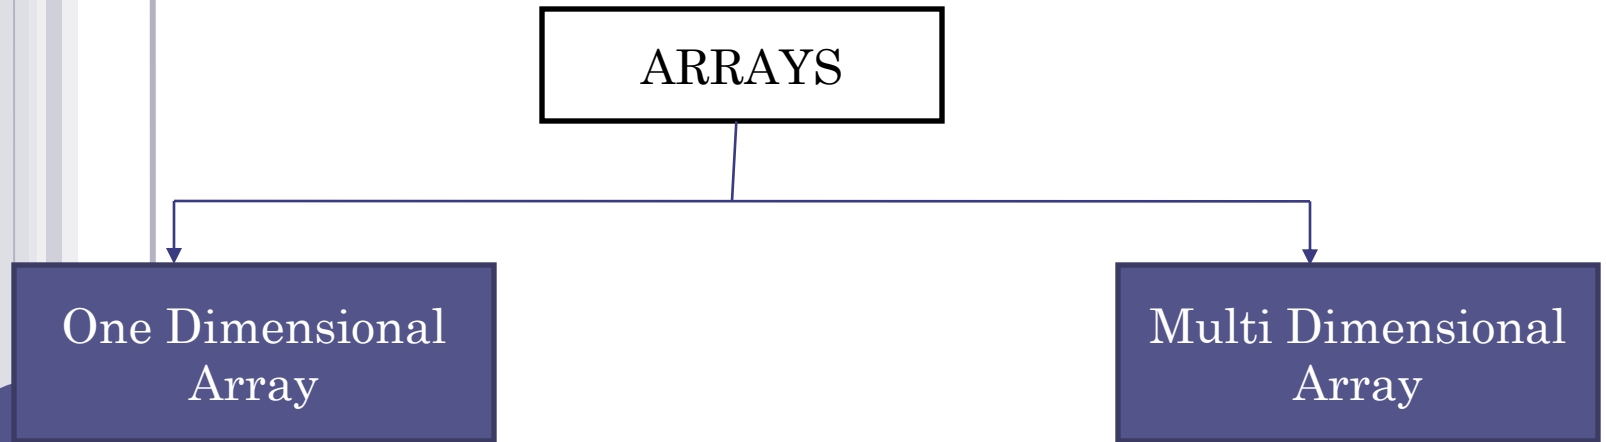 ARRAYS
One Dimensional
Array
Multi Dimensional
Array